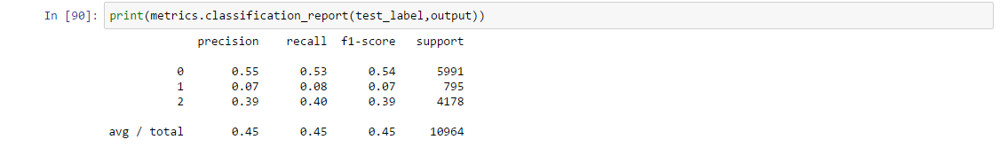 In [90]: print(metrics.classification_report(test_label,output))
precision recall f1-score support
0 0.55 0.53 0.54 5991
1 0.07 0.08 0.07 795
2 0.39 0.40 0.39 4178
avg / total 0.45 0.45 0.45 10964